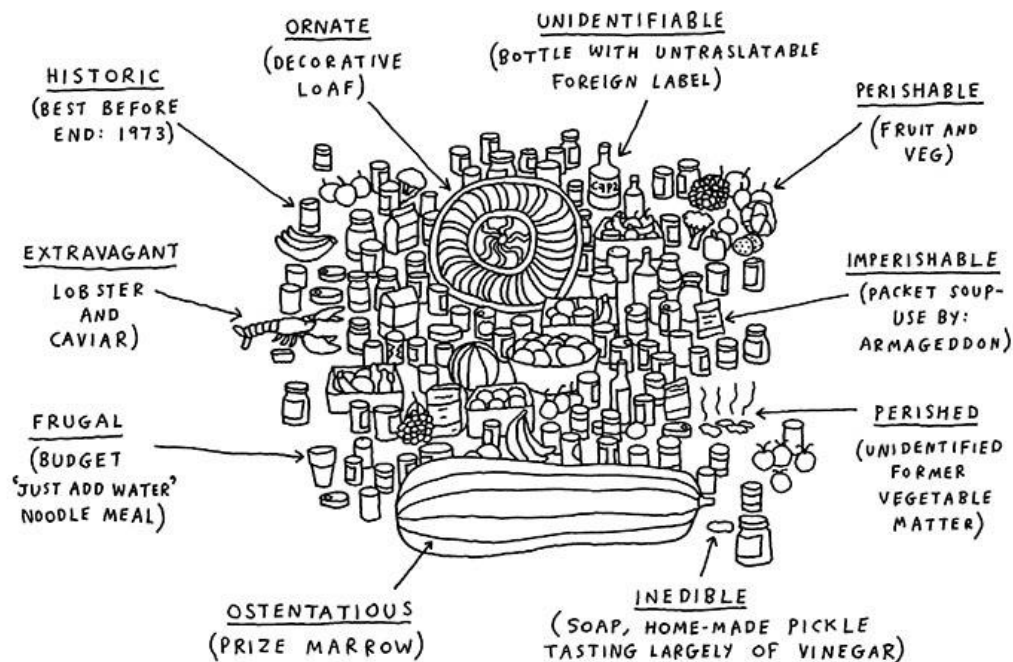 ORNATE
(DECORATIVE
LOAF)
UNIDENTIFIABLE
(BOTTLE WITH UNTRASLATABLE
FOREIGN LABEL)
HISTORIC
(BEST BEFORE
END: 1973)
PERISHABLE
(FRUIT AND
VEG)
EXTRAVAGANT
LOBSTER
AND
CAVIAR)
IMPERISHABLE
(PACKET SOUP-
USE BY:
ARMAGEDDON)
FRUGAL
(BUDGET
'JUST ADD WATER'
NOODLE MEAL)
PERISHED
(UNIDENTIFIED
FORMER
VEGETABLE
MATTER)
OSTENTATIOUS
(PRIZE MARROW)
INEDIBLE
(SOAP, HOME-MADE PICKLE
TASTING LARGELY OF VINEGAR)